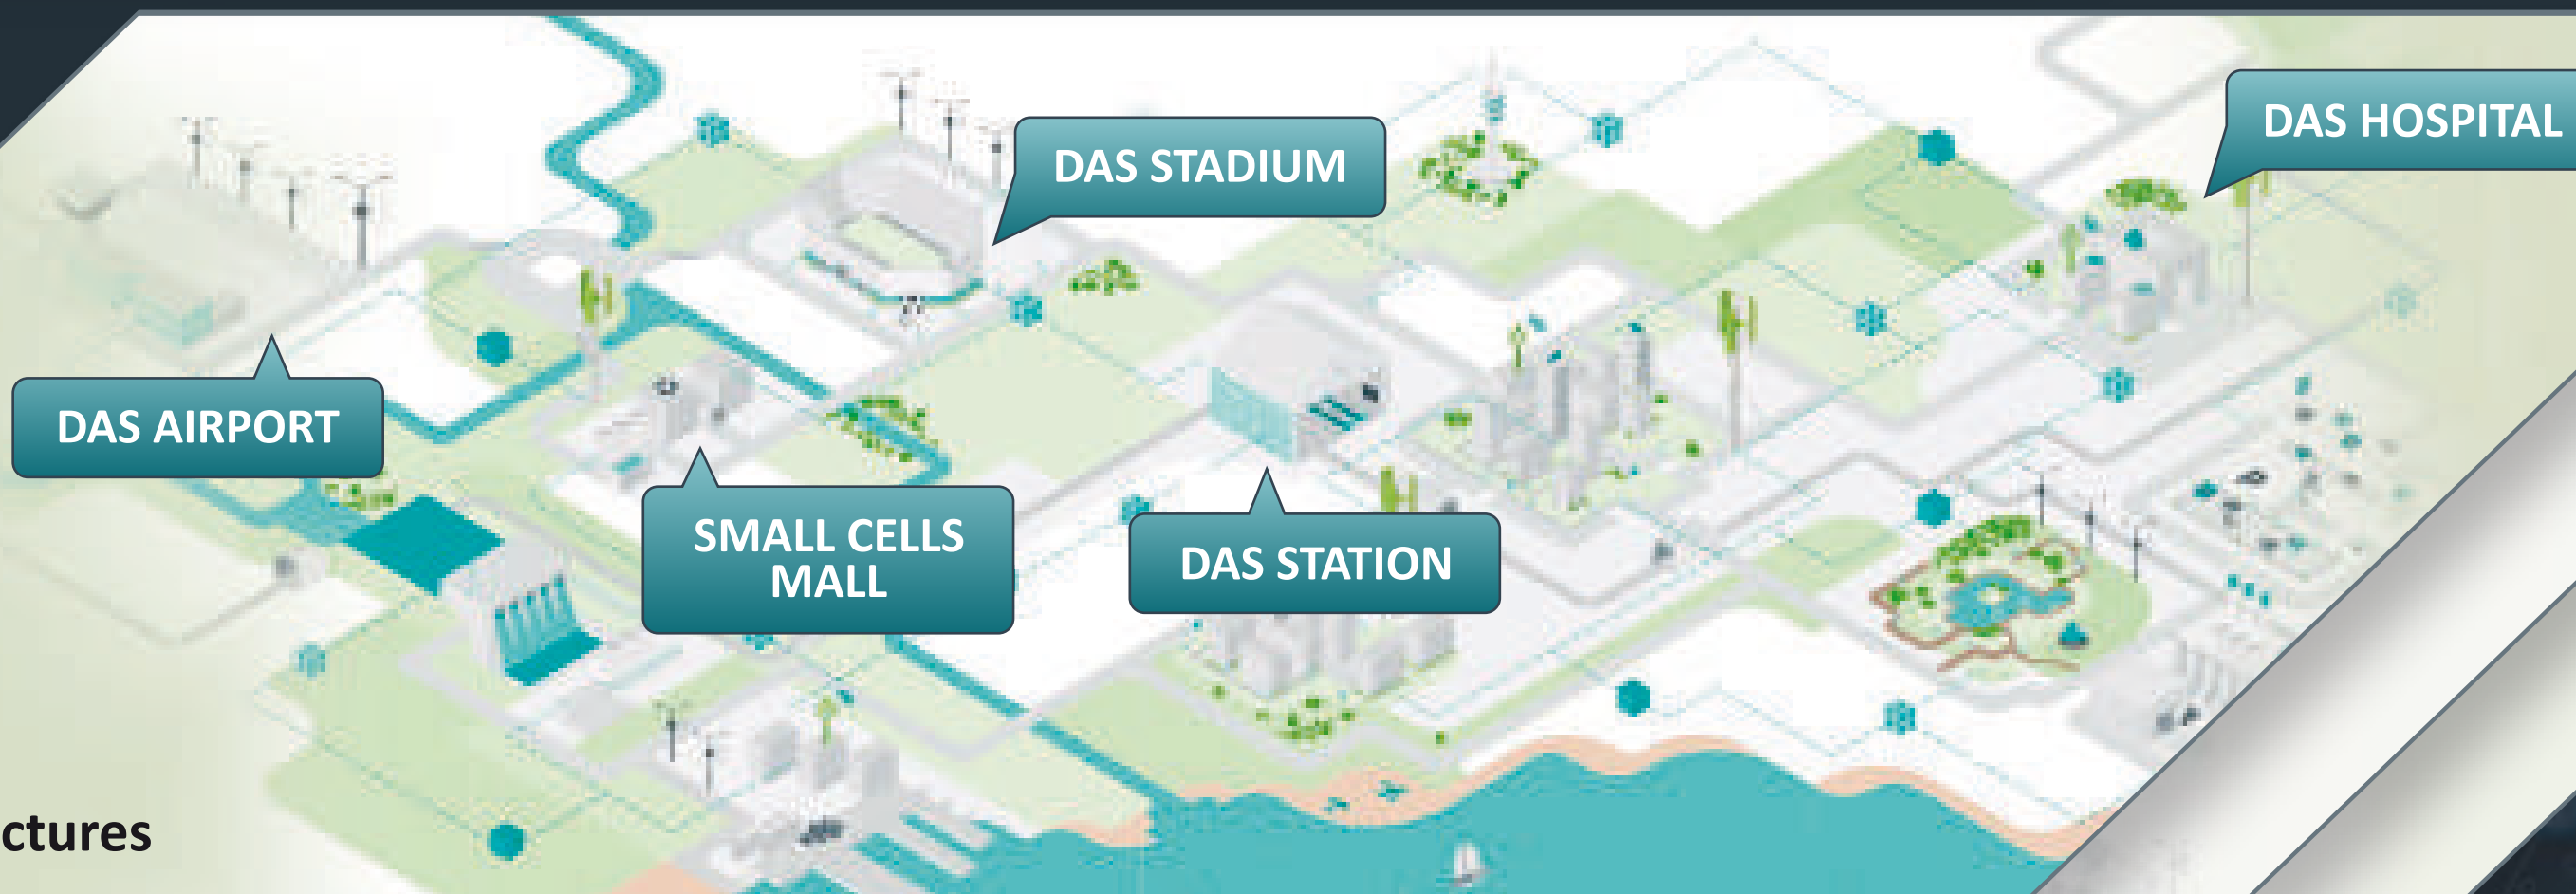 DAS STADIUM
DAS HOSPITAL
DAS AIRPORT
SMALL CELLS
MALL
DAS STATION
ctures